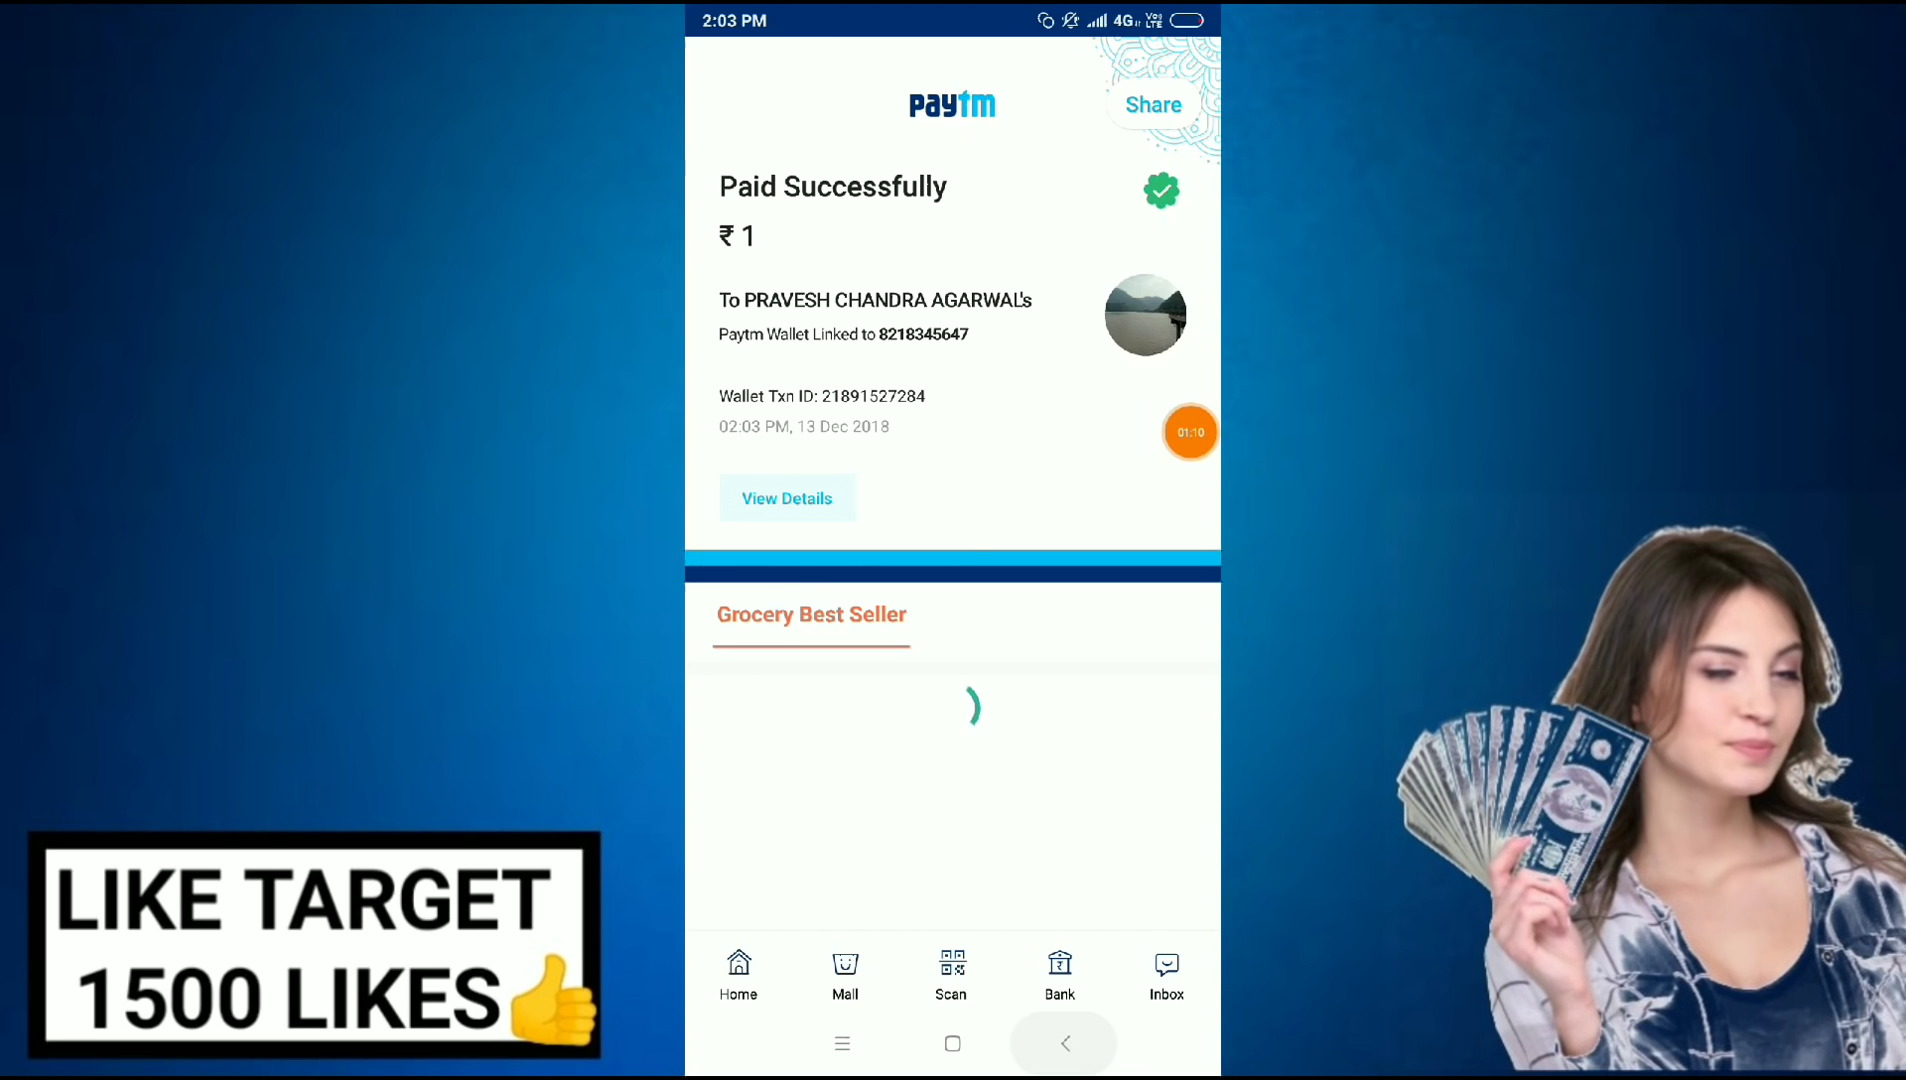 2:03 PM
4G
Vo) LTE
paytm
Share
Paid Successfully
₹ 1
To PRAVESH CHANDRA AGARWAL's
Paytm Wallet Linked to 8218345647
Wallet Txn ID: 21891527284
02:03 PM, 13 Dec 2018
01:10
View Details
Grocery Best Seller
LIKE TARGET
1500 LIKES
Home
Mall
Scan
Bank
Inbox